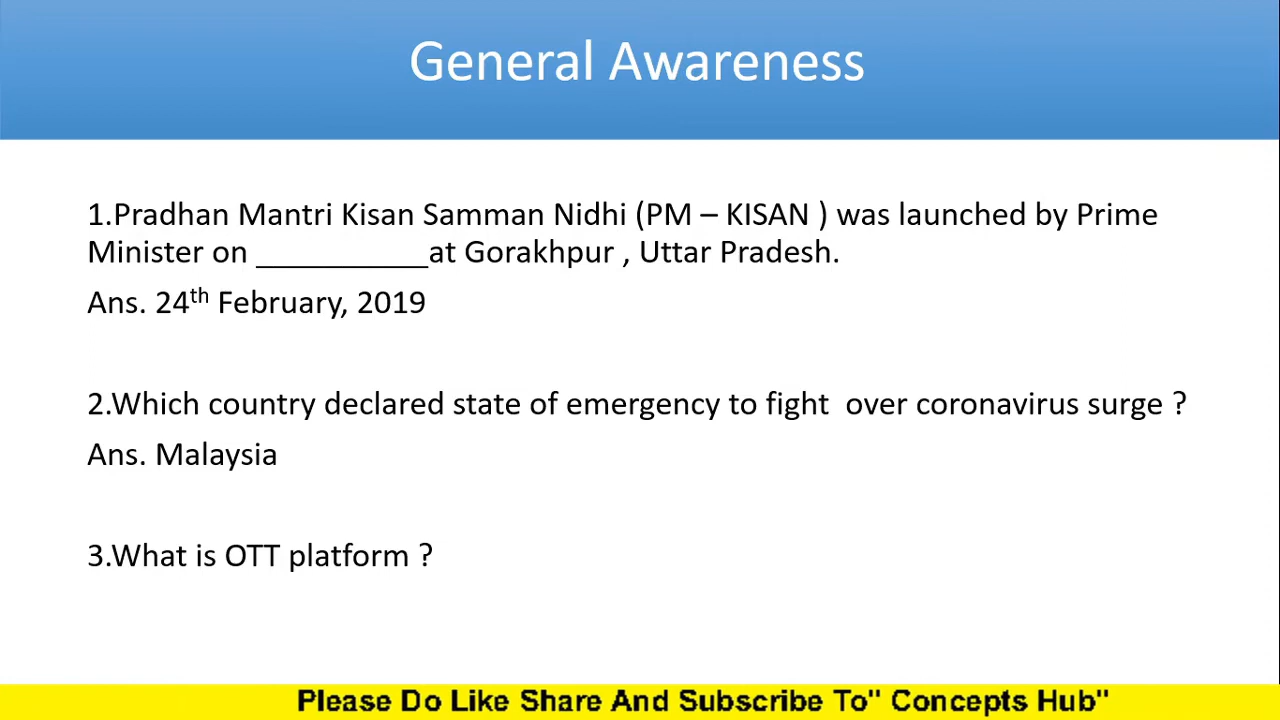 General Awareness
1.Pradhan Mantri Kisan Samman Nidhi (PM – KISAN ) was launched by Prime
Minister on ___________at Gorakhpur , Uttar Pradesh.
Ans. 24th February, 2019
2.Which country declared state of emergency to fight  over coronavirus surge ?
Ans. Malaysia
3.What is OTT platform ?
Please Do Like Share And Subscribe To" Concepts Hub"